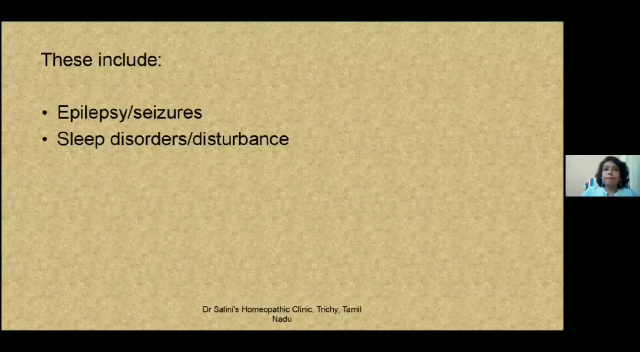 These include:
• Epilepsy/seizures
• Sleep disorders/disturbance
Dr Salini's Homeopathic Clinic, Trichy, Tamil
Nadu